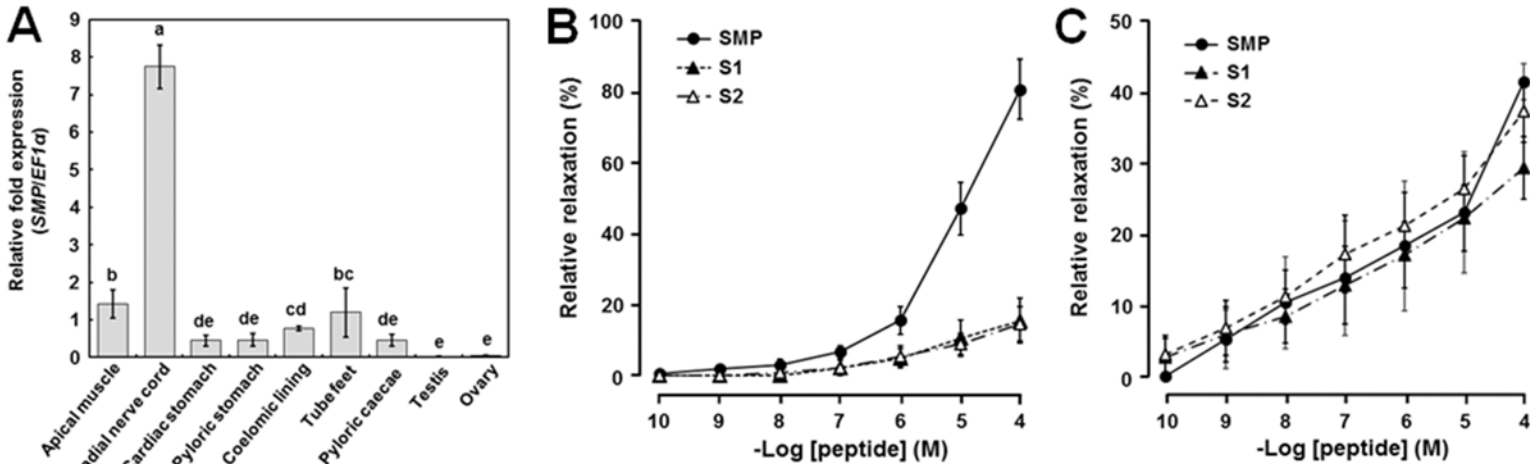 A
Relative fold expression
(SMP/EF1α)
9
8
7
6
5
4
3
2
1
0
a
b
bc
cd
de
de
de
e
e
Apical muscle
adial nerve cord
ardiac stomach
Pyloric stomach
Coelomic lining
Tube feet
Pyloric caecae
Testis
Ovary
B
Relative relaxation (%)
100
80
60
40
20
0
SMP
S1
S2
10 9 8 7 6 5 4
-Log [peptide] (M)
C
Relative relaxation (%)
50
40
30
20
10
0
SMP
S1
S2
10 9 8 7 6 5 4
-Log [peptide] (M)